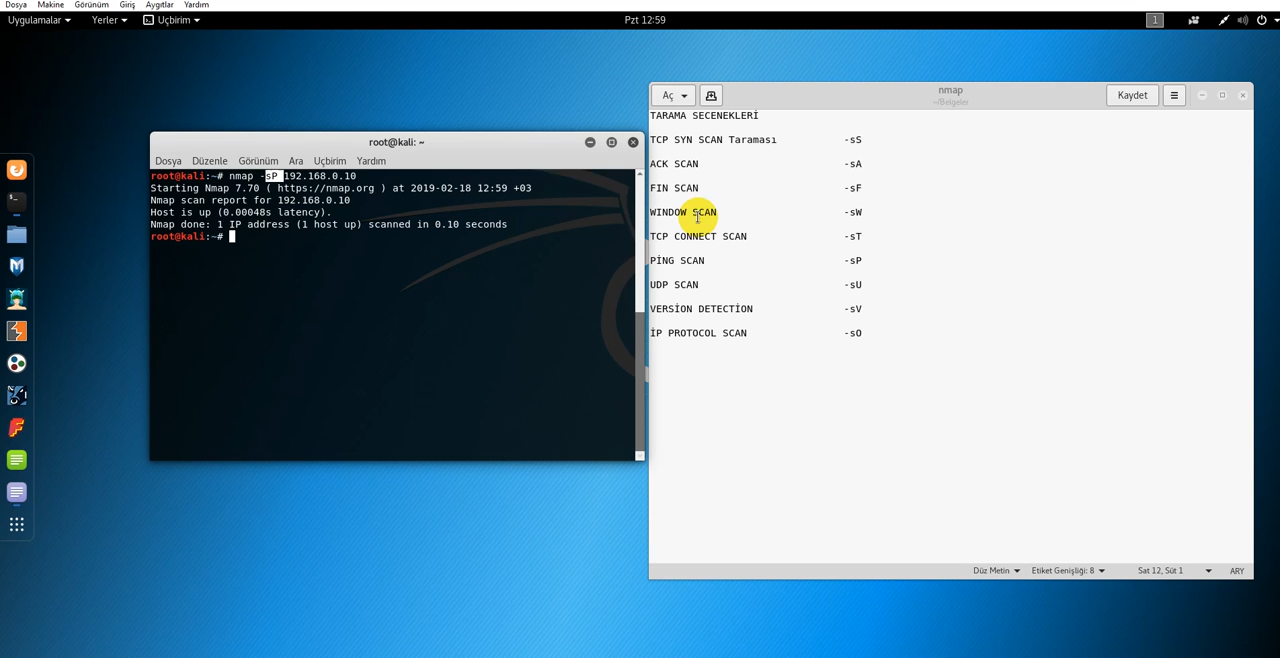 Dosya Makine Görünüm Giriş Aygıtlar Yardım
Uygulamalar Yerler Uçbirim Pzt 12:59 1
root@kali: ~
Dosya Düzenle Görünüm Ara Uçbirim Yardım
root@kali:~# nmap -sP 192.168.0.10
Starting Nmap 7.70 ( https://nmap.org ) at 2019-02-18 12:59 +03
Nmap scan report for 192.168.0.10
Host is up (0.00048s latency).
Nmap done: 1 IP address (1 host up) scanned in 0.10 seconds
root@kali:~#
Aç nmap Kaydet
~/Belgeler
TARAMA SECENEKLERİ
TCP SYN SCAN Taraması -sS
ACK SCAN -sA
FIN SCAN -sF
WINDOW SCAN -sW
TCP CONNECT SCAN -sT
PİNG SCAN -sP
UDP SCAN -sU
VERSİON DETECTİON -sV
İP PROTOCOL SCAN -sO
Düz Metin Etiket Genişliği: 8 Sat 12, Süt 1 ARY